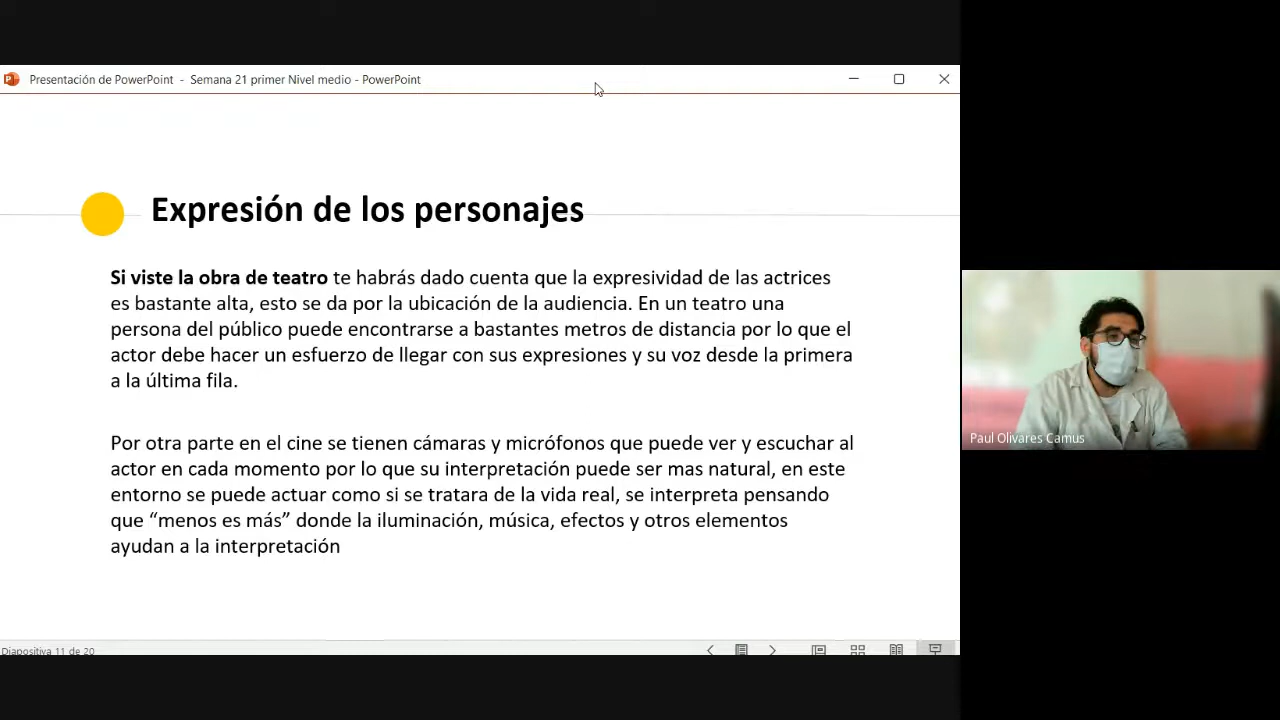 Presentación de PowerPoint - Semana 21 primer Nivel medio - PowerPoint
Expresión de los personajes
Si viste la obra de teatro te habrás dado cuenta que la expresividad de las actrices
es bastante alta, esto se da por la ubicación de la audiencia. En un teatro una
persona del público puede encontrarse a bastantes metros de distancia por lo que el
actor debe hacer un esfuerzo de llegar con sus expresiones y su voz desde la primera
a la última fila.
Por otra parte en el cine se tienen cámaras y micrófonos que puede ver y escuchar al
actor en cada momento por lo que su interpretación puede ser mas natural, en este
entorno se puede actuar como si se tratara de la vida real, se interpreta pensando
que “menos es más” donde la iluminación, música, efectos y otros elementos
ayudan a la interpretación
Diapositiva 11 de 20
Paul Olivares Camus